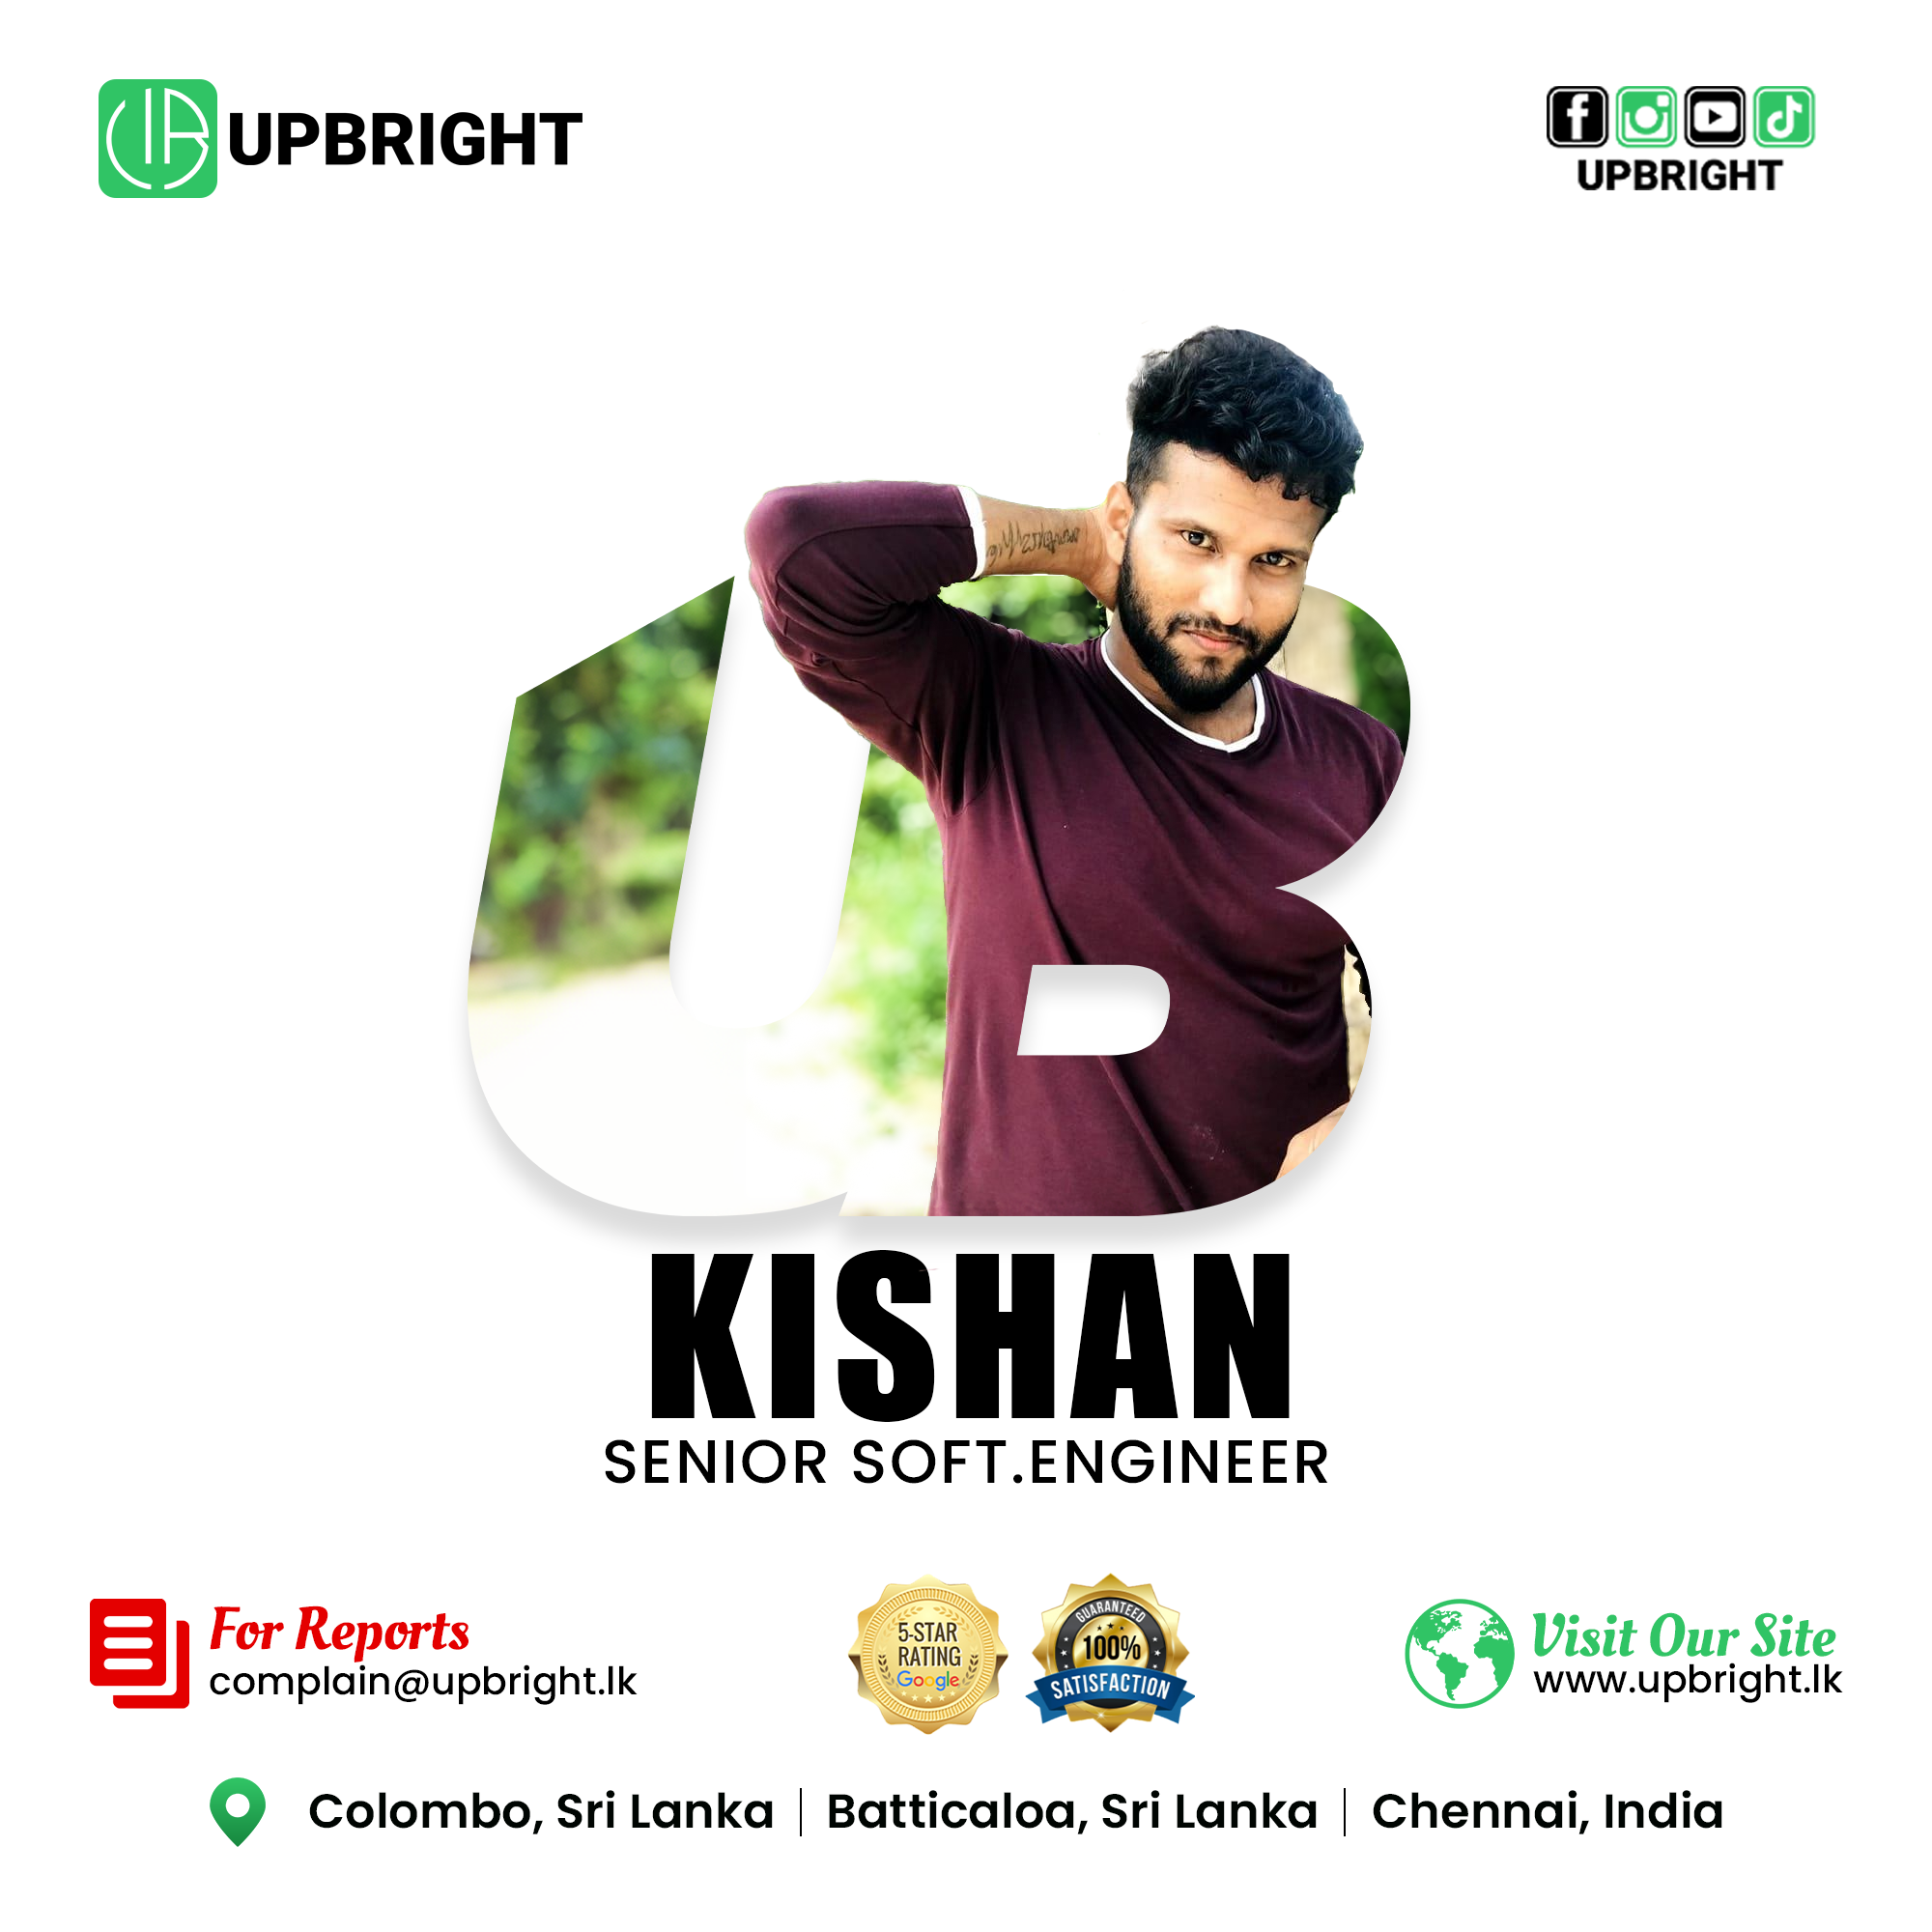 UPBRIGHT
UPBRIGHT
KISHAN
SENIOR SOFT.ENGINEER
For Reports
complain@upbright.lk
5-STAR
RATING
Google
GUARANTEED
100%
SATISFACTION
Visit Our Site
www.upbright.lk
Colombo, Sri Lanka | Batticaloa, Sri Lanka | Chennai, India